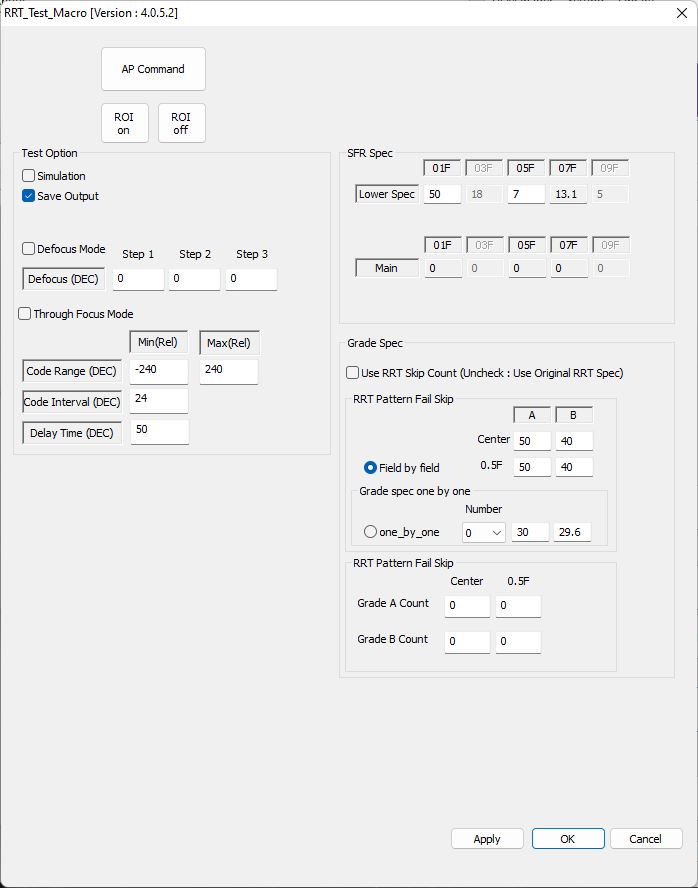 RRT_Test_Macro [Version : 4.0.5.2]
AP Command
ROI on
ROI off
Test Option
Simulation
Save Output
Defocus Mode
Step 1 Step 2 Step 3
Defocus (DEC) 0 0 0
Through Focus Mode
Min(Rel) Max(Rel)
Code Range (DEC) -240 240
Code Interval (DEC) 24
Delay Time (DEC) 50
SFR Spec
01F 03F 05F 07F 09F
Lower Spec 50 18 7 13.1 5
01F 03F 05F 07F 09F
Main 0 0 0 0 0
Grade Spec
Use RRT Skip Count (Uncheck : Use Original RRT Spec)
RRT Pattern Fail Skip
A B
Center 50 40
Field by field 0.5F 50 40
Grade spec one by one
Number
one_by_one 0 30 29.6
RRT Pattern Fail Skip
Center 0.5F
Grade A Count 0 0
Grade B Count 0 0
Apply OK Cancel